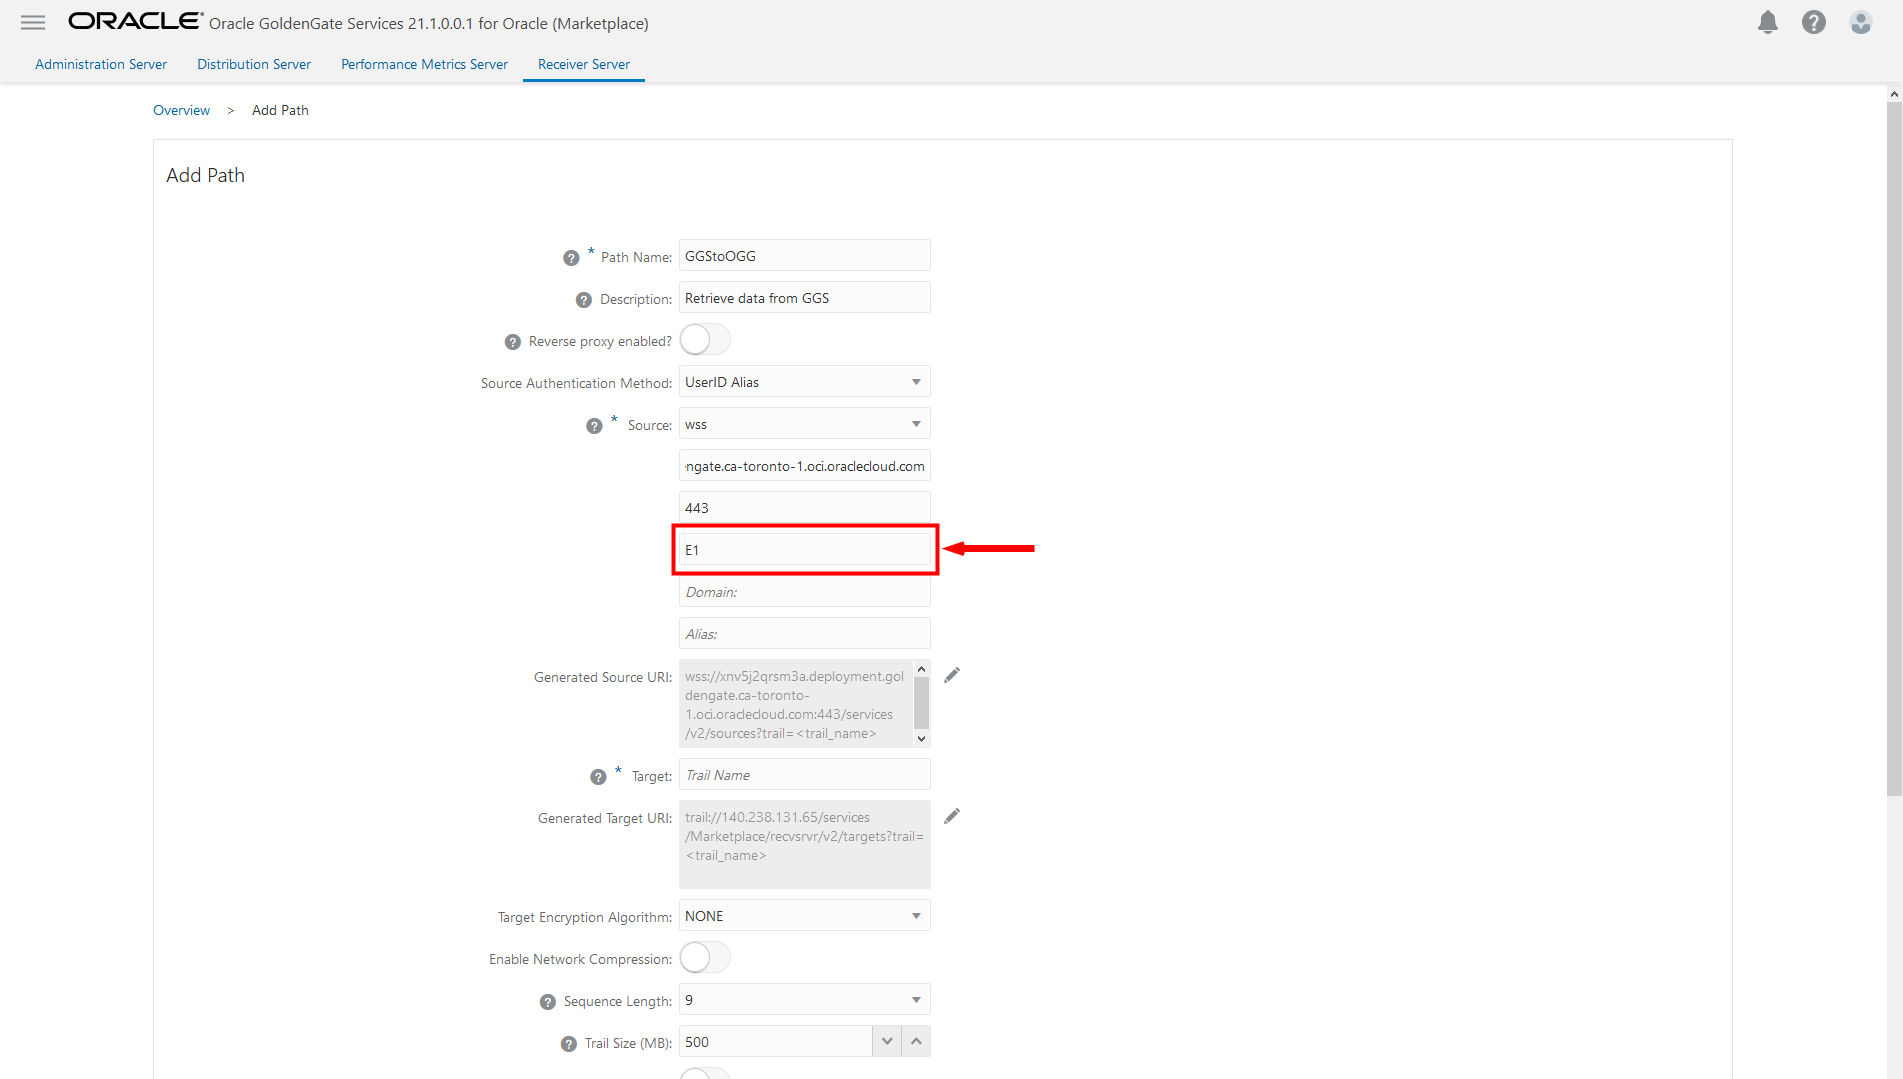 ORACLE Oracle GoldenGate Services 21.1.0.0.1 for Oracle (Marketplace)
Administration Server Distribution Server Performance Metrics Server Receiver Server
Overview > Add Path
Add Path
? * Path Name: GGStoOGG
? Description: Retrieve data from GGS
? Reverse proxy enabled?
Source Authentication Method: UserID Alias
? * Source: wss
ngate.ca-toronto-1.oci.oraclecloud.com
443
E1
Domain:
Alias:
Generated Source URI: wss://xnv5j2qrsm3a.deployment.gol
dengate.ca-toronto-
1.oci.oraclecloud.com:443/services
/v2/sources?trail=<trail_name>
? * Target: Trail Name
Generated Target URI: trail://140.238.131.65/services
/Marketplace/recvsrvr/v2/targets?trail=
<trail_name>
Target Encryption Algorithm: NONE
Enable Network Compression:
? Sequence Length: 9
? Trail Size (MB): 500